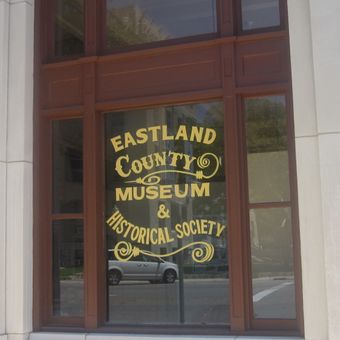 EASTLAND
COUNTY
MUSEUM
&
HISTORICAL SOCIETY